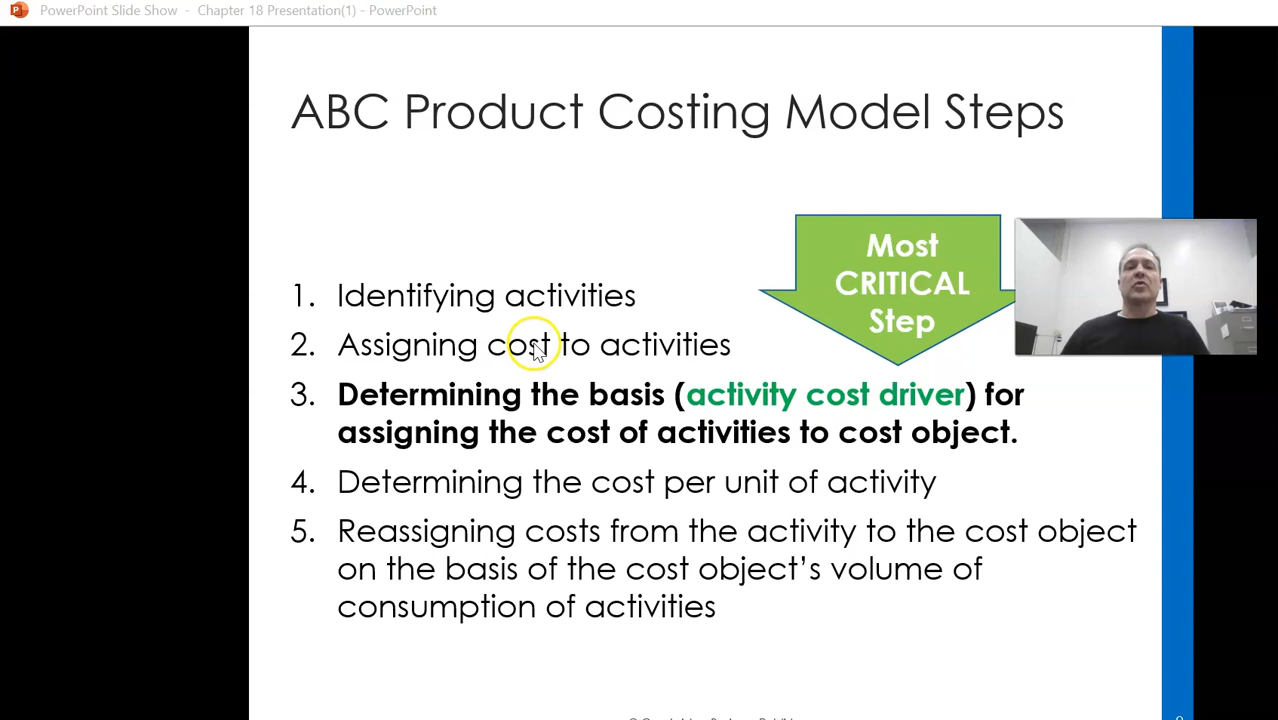 PowerPoint Slide Show - Chapter 18 Presentation(1) - PowerPoint
ABC Product Costing Model Steps
Most
CRITICAL
Step
1. Identifying activities
2. Assigning cost to activities
3. Determining the basis (activity cost driver) for
assigning the cost of activities to cost object.
4. Determining the cost per unit of activity
5. Reassigning costs from the activity to the cost object
on the basis of the cost object’s volume of
consumption of activities